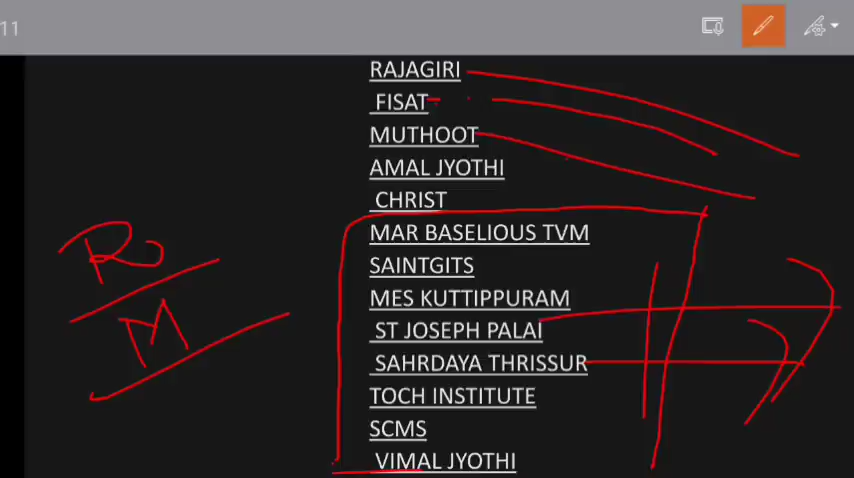 11
RAJAGIRI
FISAT
MUTHOOT
AMAL JYOTHI
CHRIST
MAR BASELIOUS TVM
SAINTGITS
MES KUTTIPPURAM
ST JOSEPH PALAI
SAHRDAYA THRISSUR
TOCH INSTITUTE
SCMS
VIMAL JYOTHI
M